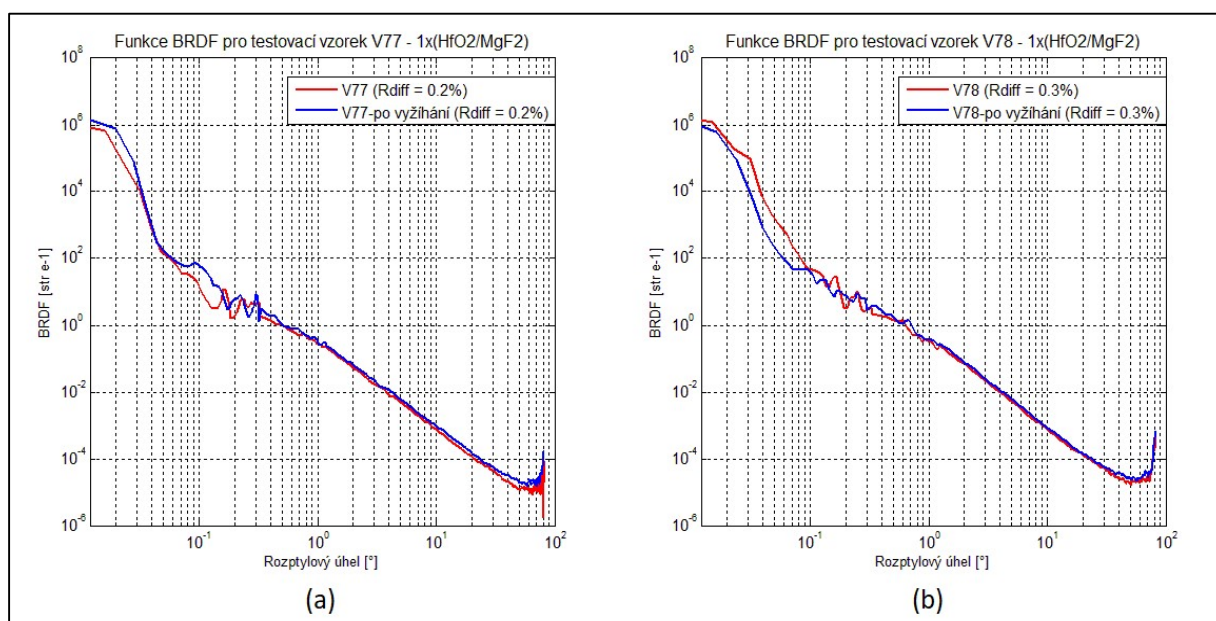 Funkce BRDF pro testovací vzorek V77 - 1x(HfO2/MgF2)
10^8
10^6
10^4
10^2
10^0
10^-2
10^-4
10^-6
BRDF [str e-1]
V77 (Rdiff = 0.2%)
V77-po vyžíhání (Rdiff = 0.2%)
10^-1
10^0
10^1
10^2
Rozptylový úhel [°]
(a)
Funkce BRDF pro testovací vzorek V78 - 1x(HfO2/MgF2)
10^8
10^6
10^4
10^2
10^0
10^-2
10^-4
10^-6
BRDF [str e-1]
V78 (Rdiff = 0.3%)
V78-po vyžíhání (Rdiff = 0.3%)
10^-1
10^0
10^1
10^2
Rozptylový úhel [°]
(b)